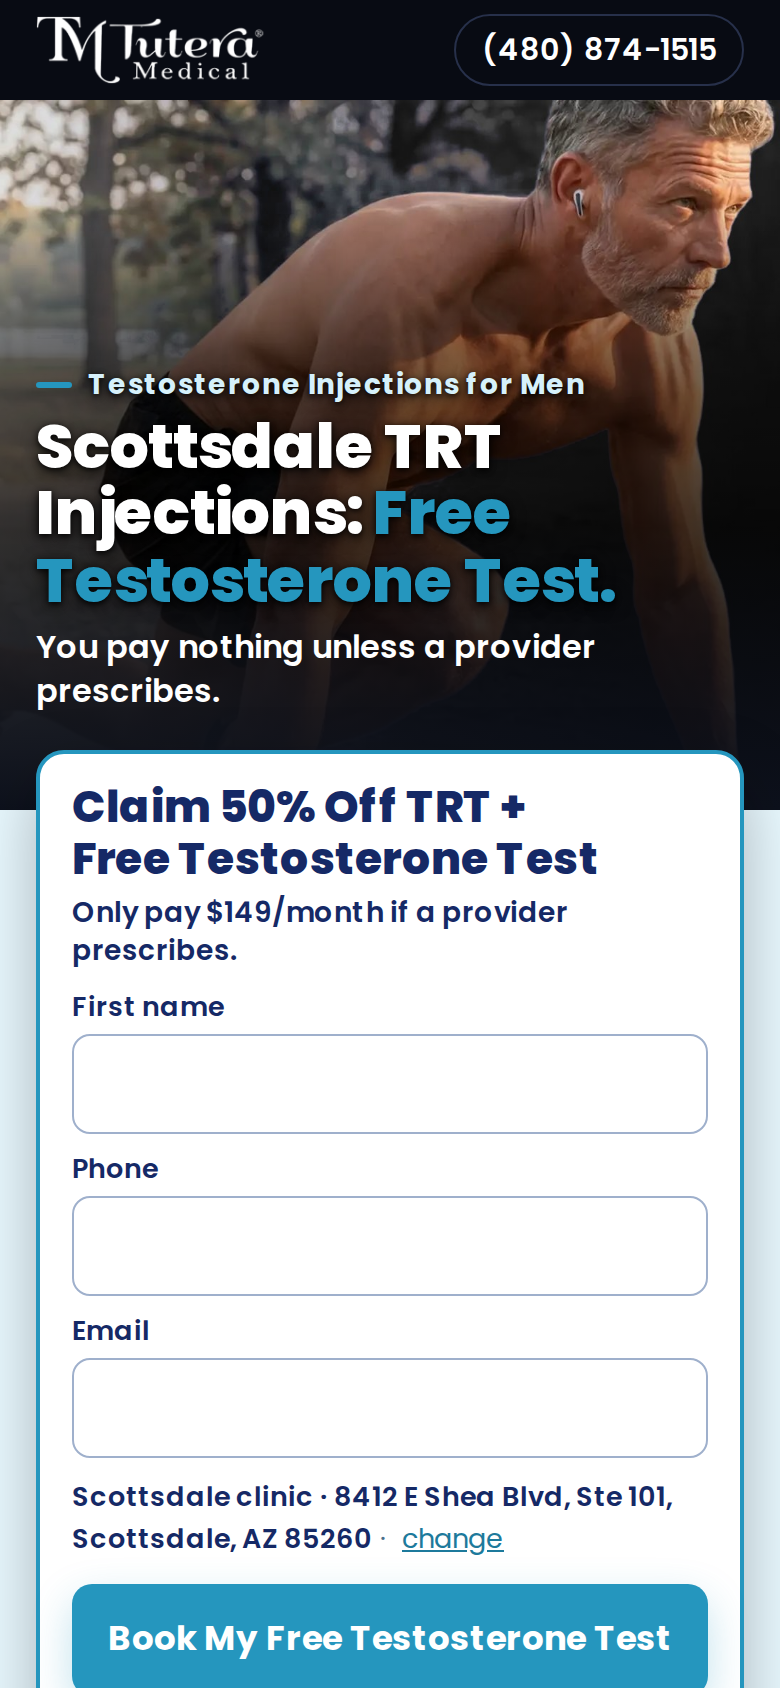 TM Tutera®
Medical
(480) 874-1515
Testosterone Injections for Men
Scottsdale TRT
Injections: Free
Testosterone Test.
You pay nothing unless a provider
prescribes.
Claim 50% Off TRT +
Free Testosterone Test
Only pay $149/month if a provider
prescribes.
First name
Phone
Email
Scottsdale clinic · 8412 E Shea Blvd, Ste 101,
Scottsdale, AZ 85260 · change
Book My Free Testosterone Test